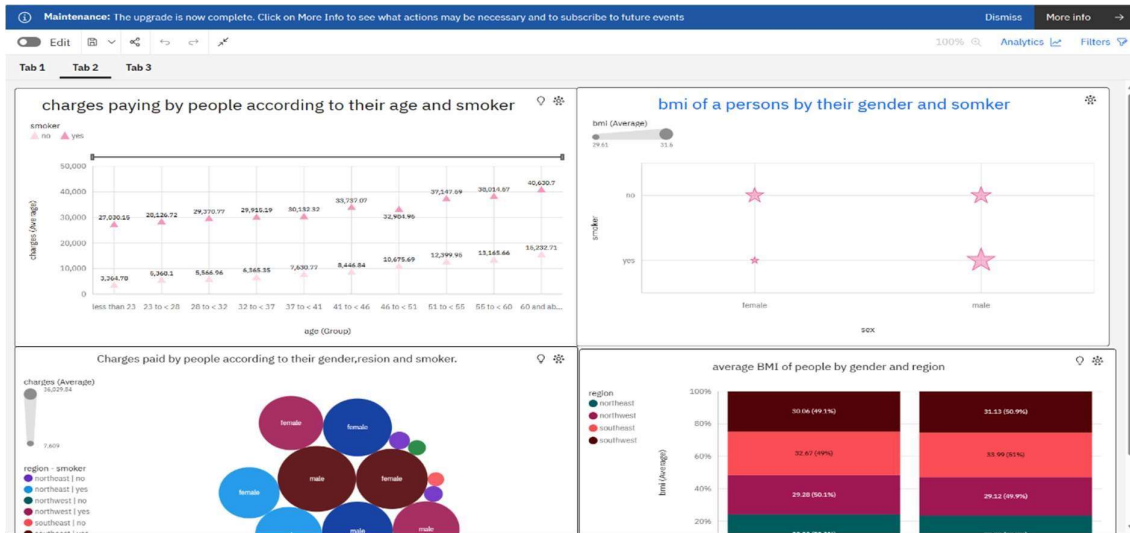 Maintenance: The upgrade is now complete. Click on More Info to see what actions may be necessary and to subscribe to future events
Dismiss
More info
Edit
100%
Analytics
Filters
Tab 1
Tab 2
Tab 3
charges paying by people according to their age and smoker
smoker
no
yes
charges (Average)
50,000
40,000
30,000
20,000
10,000
0
27,030.15
28,126.72
29,370.77
29,915.19
30,132.32
33,737.07
32,904.96
37,147.69
38,014.67
40,630.7
3,364.78
5,360.1
5,566.96
6,365.35
7,630.77
8,446.84
10,675.69
12,399.95
13,165.66
15,232.71
less than 23
23 to < 28
28 to < 32
32 to < 37
37 to < 41
41 to < 46
46 to < 51
51 to < 55
55 to < 60
60 and ab...
age (Group)
bmi of a persons by their gender and somker
bmi (Average)
29.61
31.6
smoker
no
yes
female
male
sex
Charges paid by people according to their gender,resion and smoker.
charges (Average)
7,609
region - smoker
northeast | no
northeast | yes
northwest | no
northwest | yes
southeast | no
female
female
male
female
female
male
male
average BMI of people by gender and region
region
northeast
northwest
southeast
southwest
bmi (Average)
100%
80%
60%
40%
20%
30.06 (49.1%)
31.13 (50.9%)
32.67 (49%)
33.99 (51%)
29.28 (50.1%)
29.12 (49.9%)